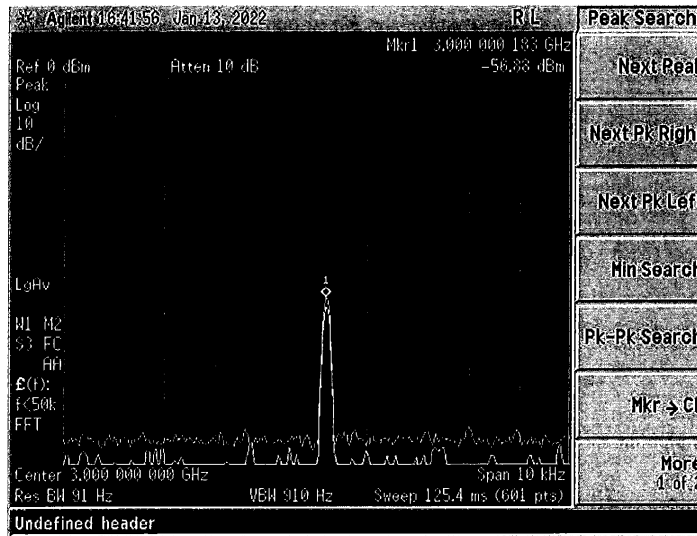 Agilent 16:41:56 Jan 13, 2022 R L
Peak Search
Mkr1 3.000 000 183 GHz
Ref 0 dBm Atten 10 dB -56.88 dBm
Peak
Log
10
dB/
Next Peak
Next Pk Righ
Next Pk Lef
Min Search
Pk-Pk Search
Mkr → C
More
1 of 2
1
LgAv
W1 M2
S3 FC
AA
£(f):
f<50k
FFT
Center 3.000 000 000 GHz Span 10 kHz
Res BW 91 Hz VBW 910 Hz Sweep 125.4 ms (601 pts)
Undefined header